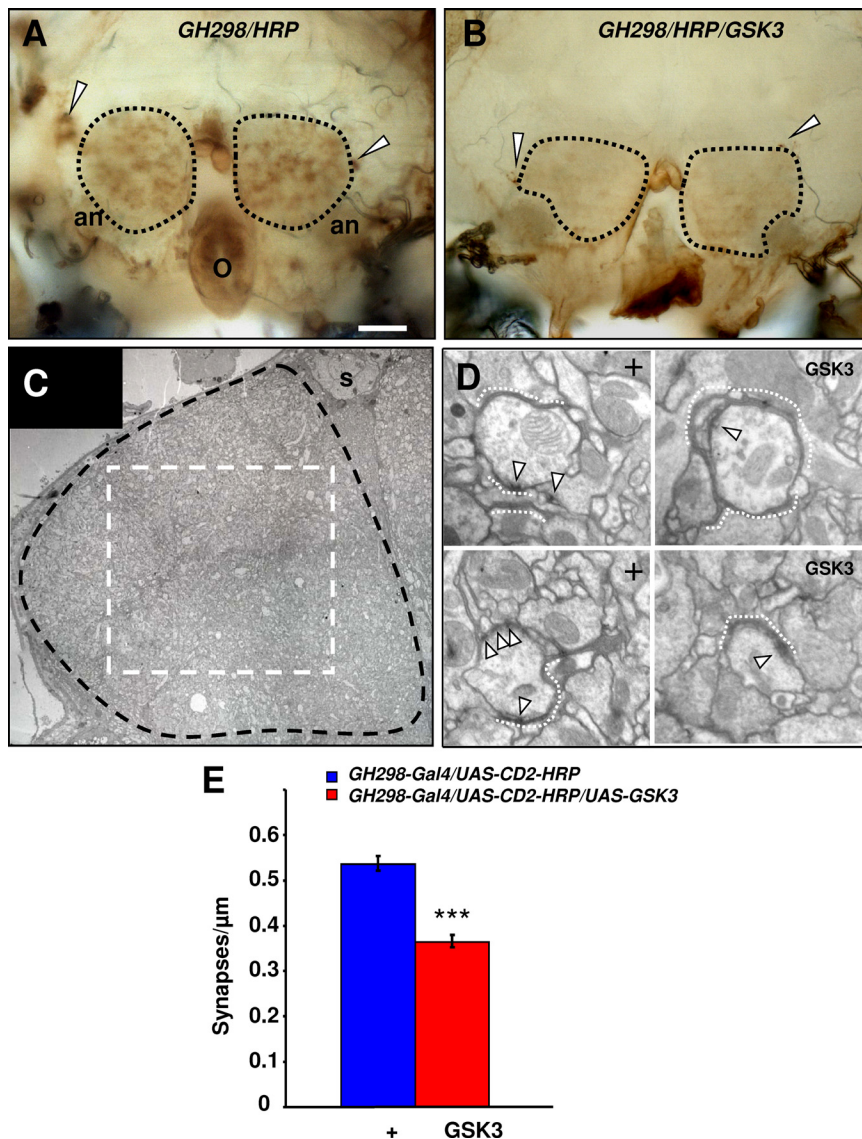 A
GH298/HRP
an
an
O
B
GH298/HRP/GSK3
C
s
D
+
GSK3
+
GSK3
E
GH298-Gal4/UAS-CD2-HRP
GH298-Gal4/UAS-CD2-HRP/UAS-GSK3
Synapses/µm
0.6
0.5
0.4
0.3
0.2
0.1
0
***
+
GSK3